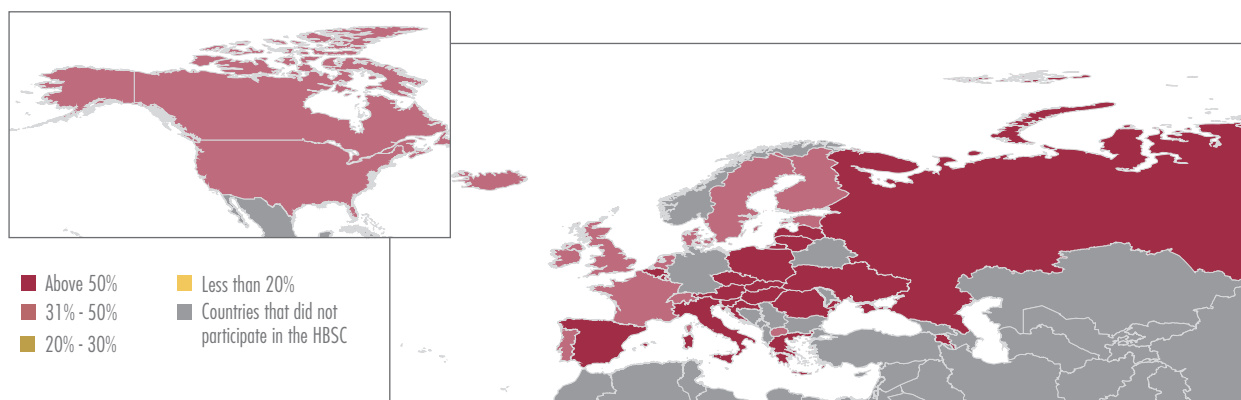 Above 50%
31% - 50%
20% - 30%
Less than 20%
Countries that did not
participate in the HBSC